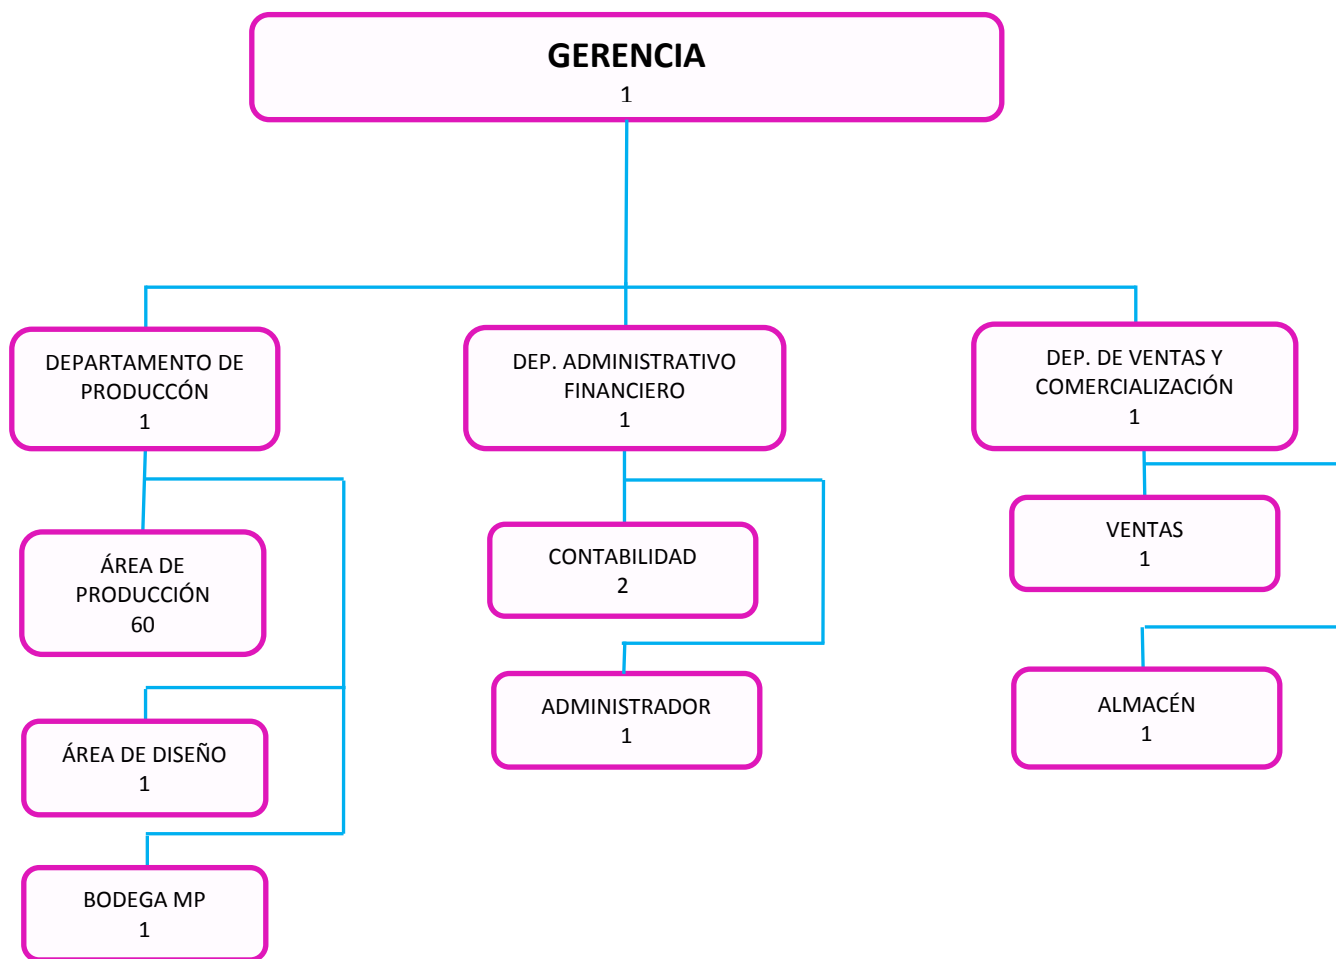 GERENCIA
1
DEPARTAMENTO DE
PRODUCCÓN
1
DEP. ADMINISTRATIVO
FINANCIERO
1
DEP. DE VENTAS Y
COMERCIALIZACIÓN
1
ÁREA DE
PRODUCCIÓN
60
CONTABILIDAD
2
VENTAS
1
ÁREA DE DISEÑO
1
ADMINISTRADOR
1
ALMACÉN
1
BODEGA MP
1